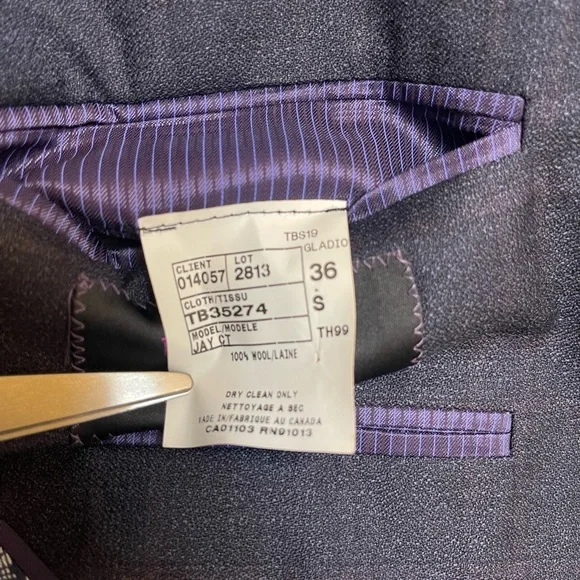 TBS19
GLADIO
CLIENT LOT
014057 2813 36
CLOTH/TISSU S
TB35274
MODEL/MODELE TH99
JAY CT
100% WOOL/LAINE
DRY CLEAN ONLY
NETTOYAGE A SEC
MADE IN/FABRIQUE AU CANADA
CA01103 RN91013